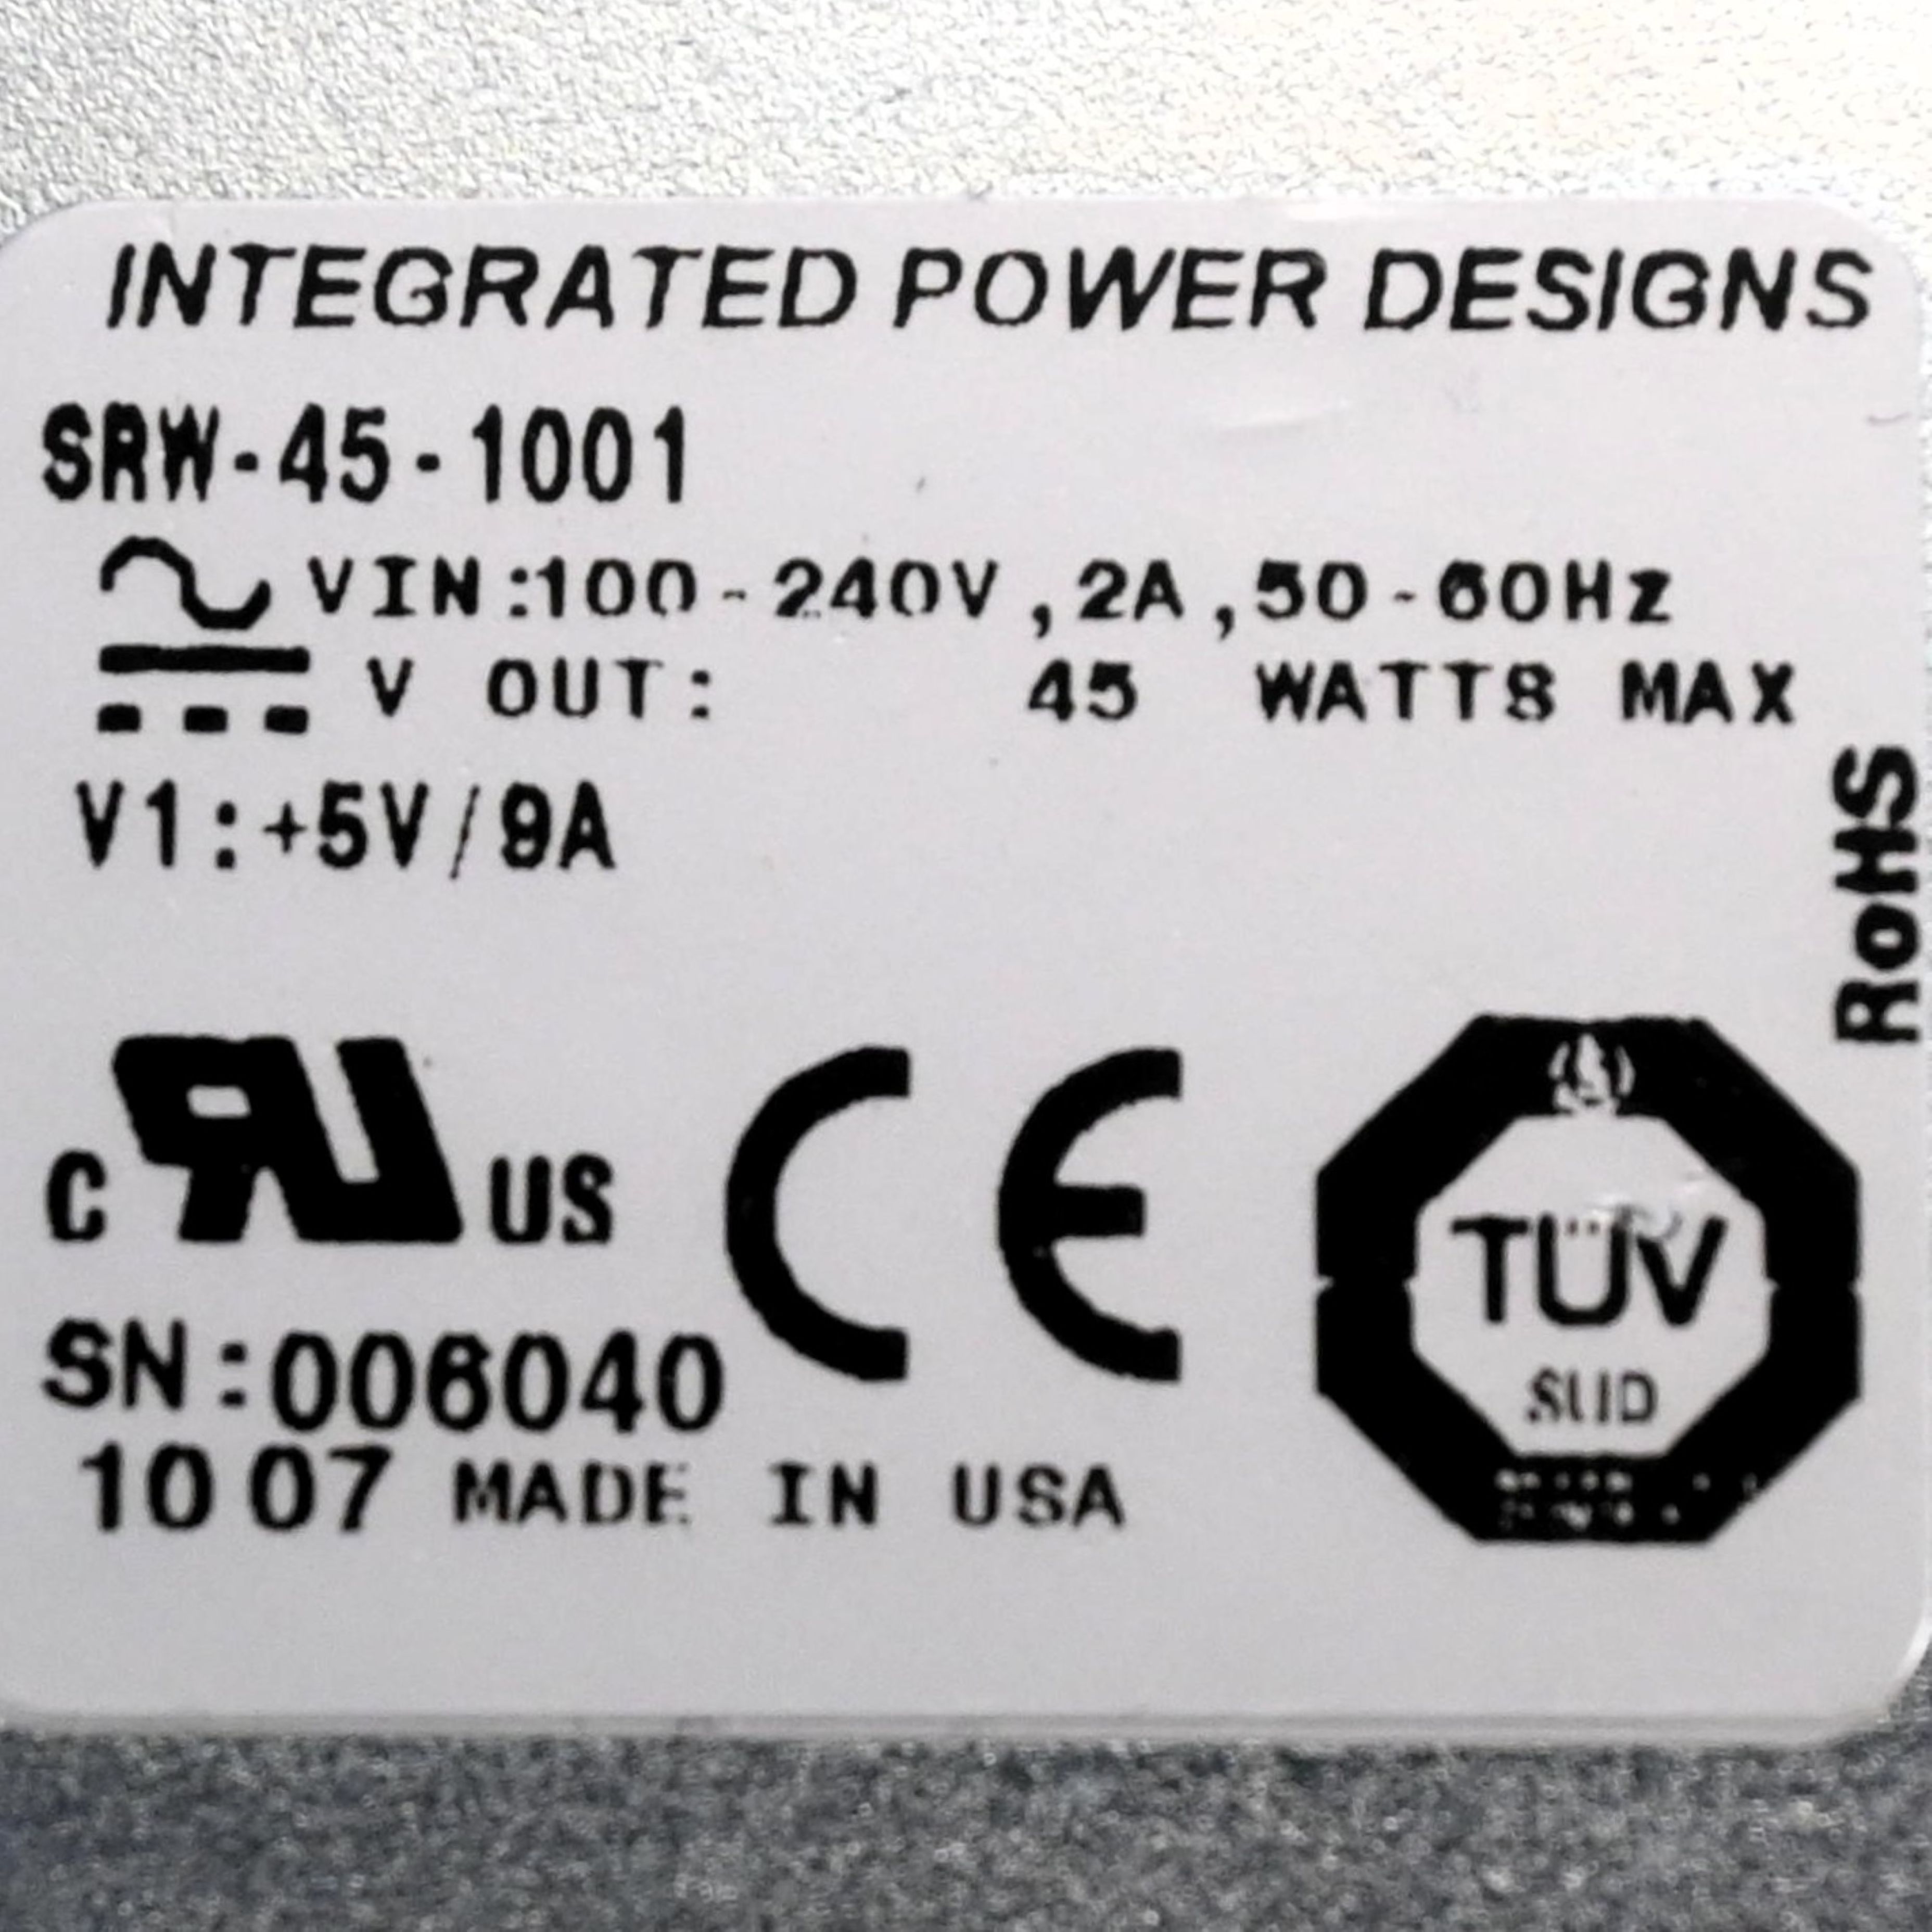 INTEGRATED POWER DESIGNS
SRW-45-1001
VIN:100-240V,2A,50-60Hz
V OUT: 45 WATTS MAX
V1:+5V/9A
RoHS
C RU US
CE
TÜV
SUD
SN:006040
10 07 MADE IN USA